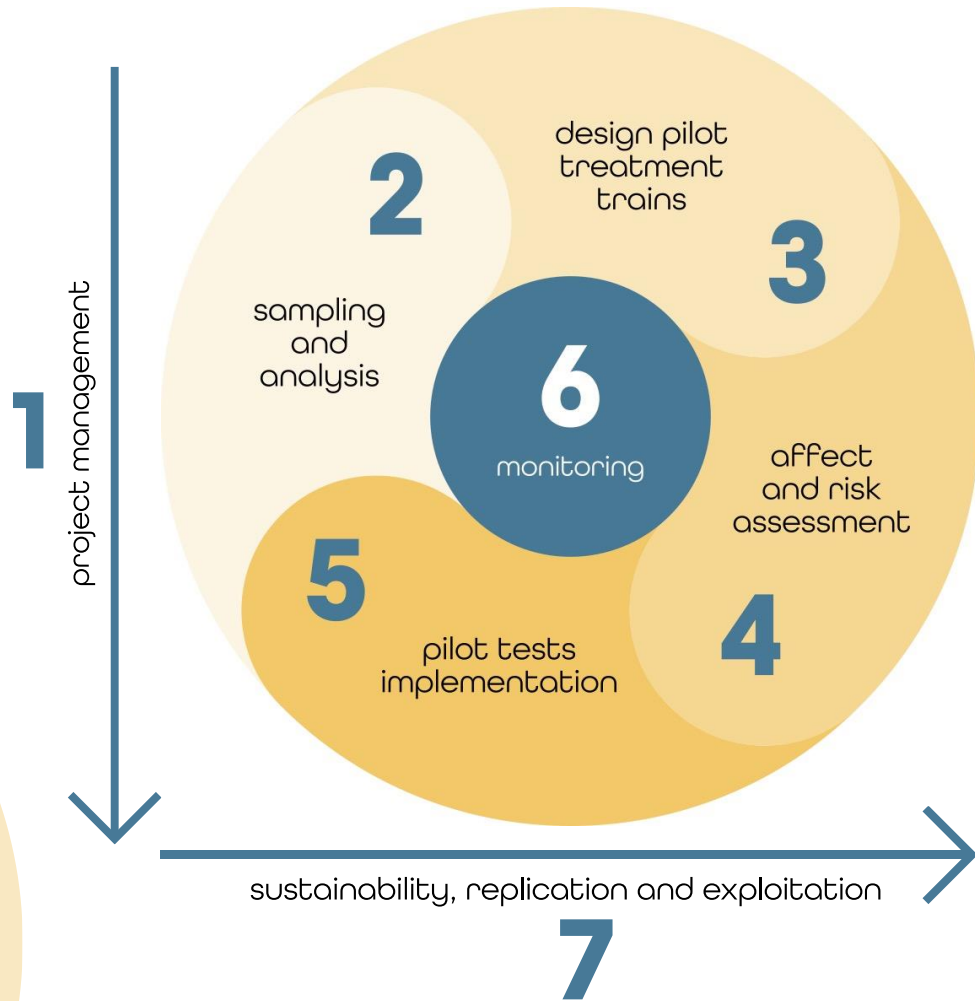 1
project management
2
sampling
and
analysis
design pilot
treatment
trains
3
affect
and risk
assessment
4
5
pilot tests
implementation
6
monitoring
sustainability, replication and exploitation
7